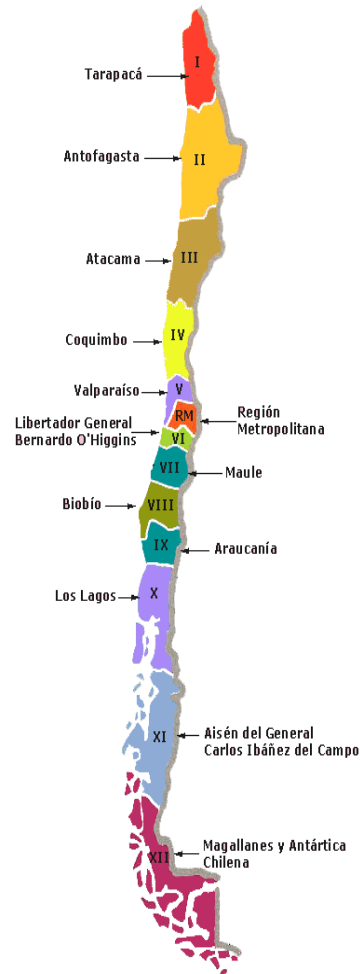 I
Tarapacá
II
Antofagasta
III
Atacama
IV
Coquimbo
V
Valparaíso
RM
Región
Metropolitana
VI
Libertador General
Bernardo O'Higgins
VII
Maule
VIII
Biobío
IX
Araucanía
X
Los Lagos
XI
Aisén del General
Carlos Ibáñez del Campo
XII
Magallanes y Antártica
Chilena